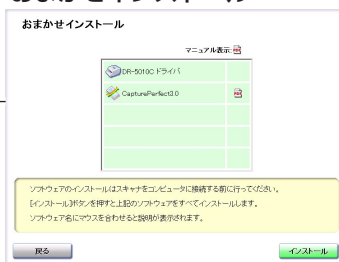 おまかせインストール
マニュアル表示:
DR-5010C ドライバ
CapturePerfect3.0
ソフトウェアのインストールはスキャナをコンピュータに接続する前に行ってください。
[インストール]ボタンを押すと上記のソフトウェアをすべてインストールします。
ソフトウェア名にマウスを合わせると説明が表示されます。
戻る
インストール